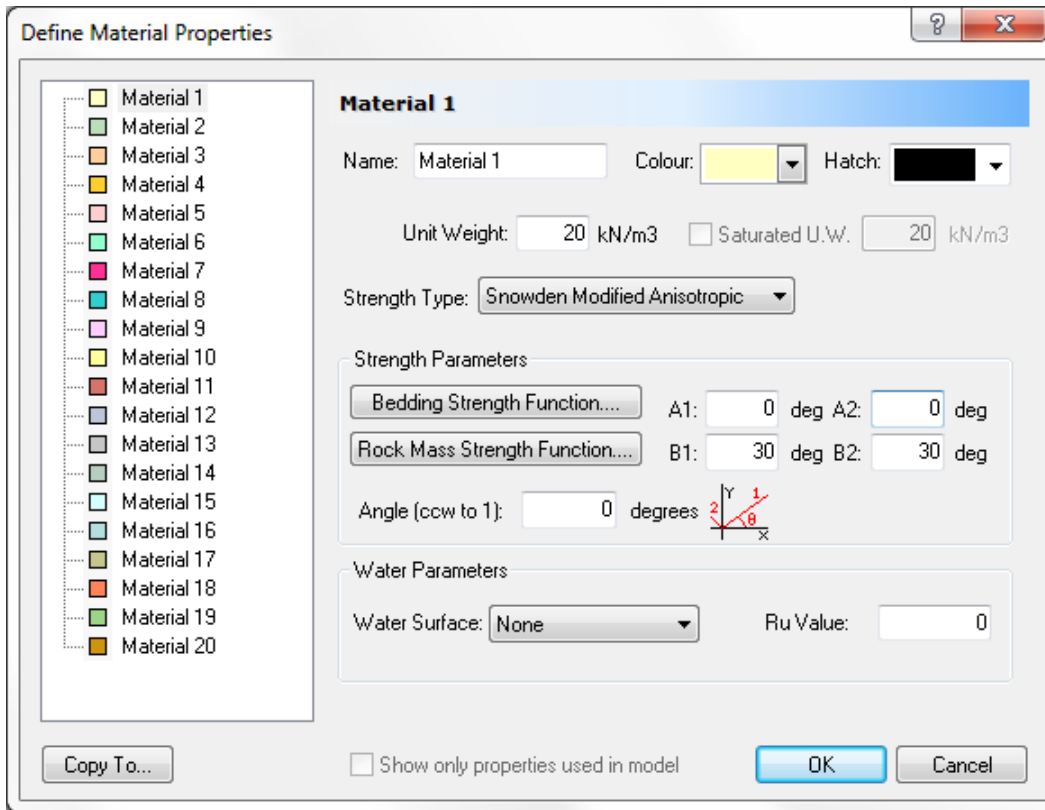 Define Material Properties
?
X
Material 1
Material 2
Material 3
Material 4
Material 5
Material 6
Material 7
Material 8
Material 9
Material 10
Material 11
Material 12
Material 13
Material 14
Material 15
Material 16
Material 17
Material 18
Material 19
Material 20
Material 1
Name: Material 1 Colour: Hatch:
Unit Weight: 20 kN/m3 Saturated U.W. 20 kN/m3
Strength Type: Snowden Modified Anisotropic
Strength Parameters
Bedding Strength Function.... A1: 0 deg A2: 0 deg
Rock Mass Strength Function.... B1: 30 deg B2: 30 deg
Angle (ccw to 1): 0 degrees 2 Y 1 θ X
Water Parameters
Water Surface: None Ru Value: 0
Copy To... Show only properties used in model OK Cancel